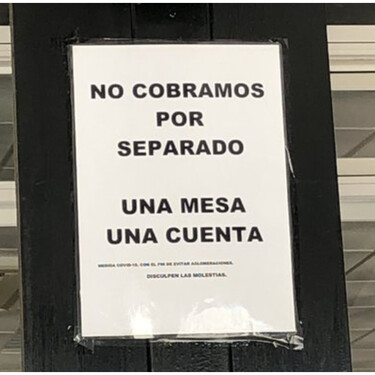 NO COBRAMOS
POR
SEPARADO
UNA MESA
UNA CUENTA
MEDIDA COVID-19, CON EL FIN DE EVITAR AGLOMERACIONES.
DISCULPEN LAS MOLESTIAS.